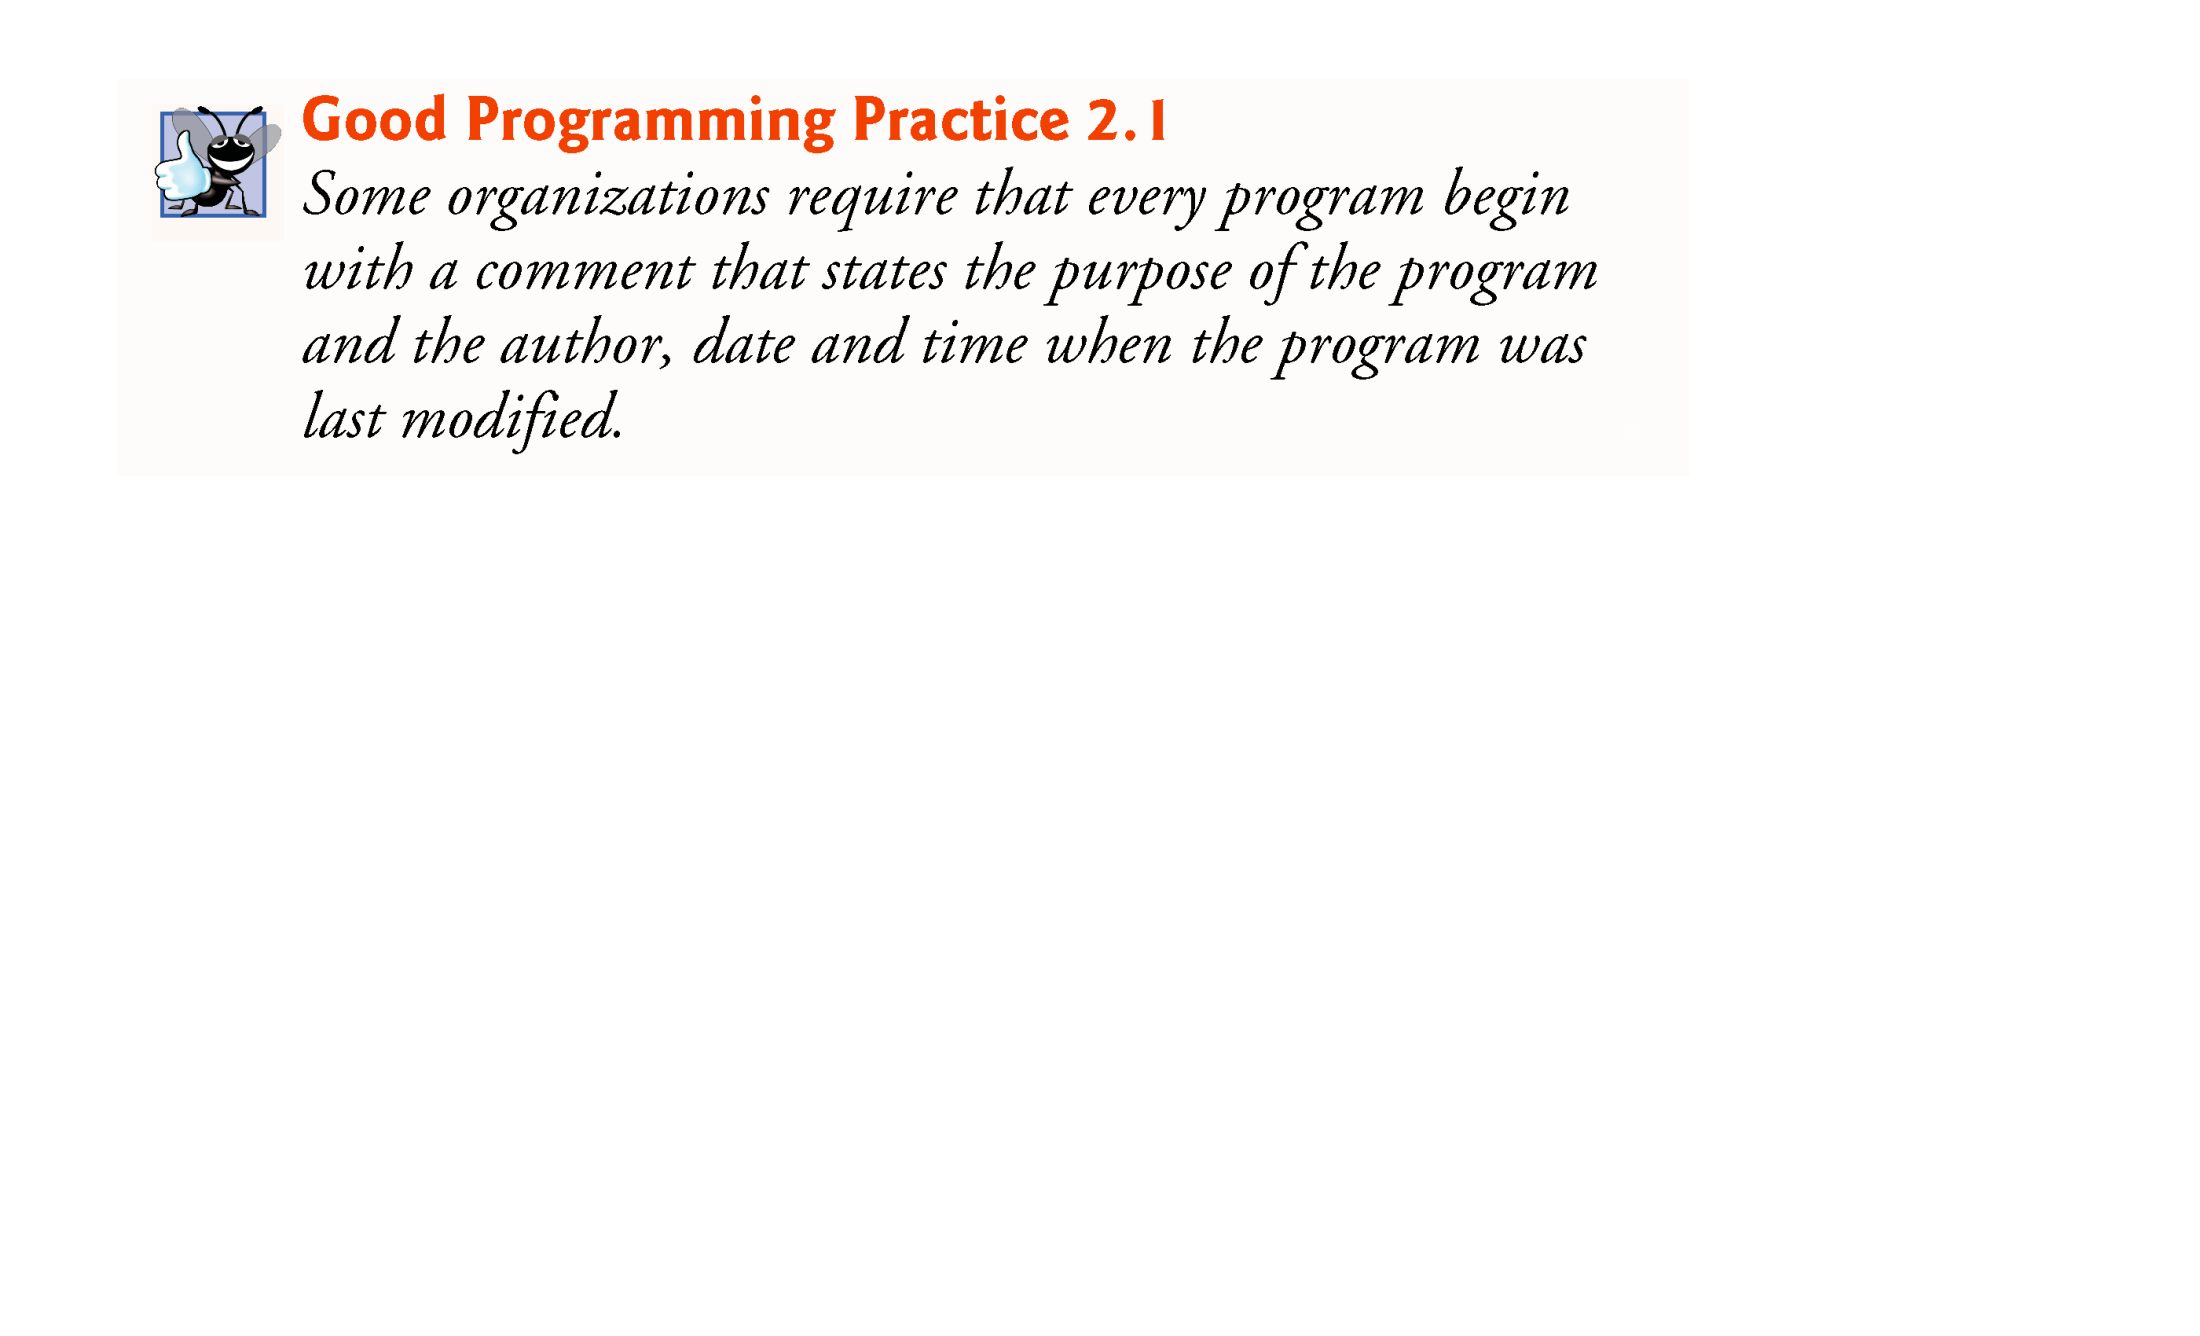 Good Programming Practice 2.1
Some organizations require that every program begin
with a comment that states the purpose of the program
and the author, date and time when the program was
last modified.